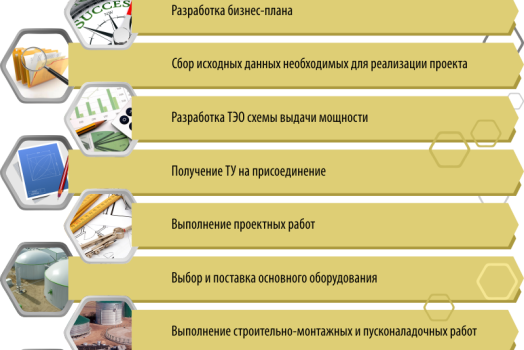 SUCCESS
Разработка бизнес-плана
Сбор исходных данных необходимых для реализации проекта
Разработка ТЭО схемы выдачи мощности
Получение ТУ на присоединение
Выполнение проектных работ
Выбор и поставка основного оборудования
Выполнение строительно-монтажных и пусконаладочных работ